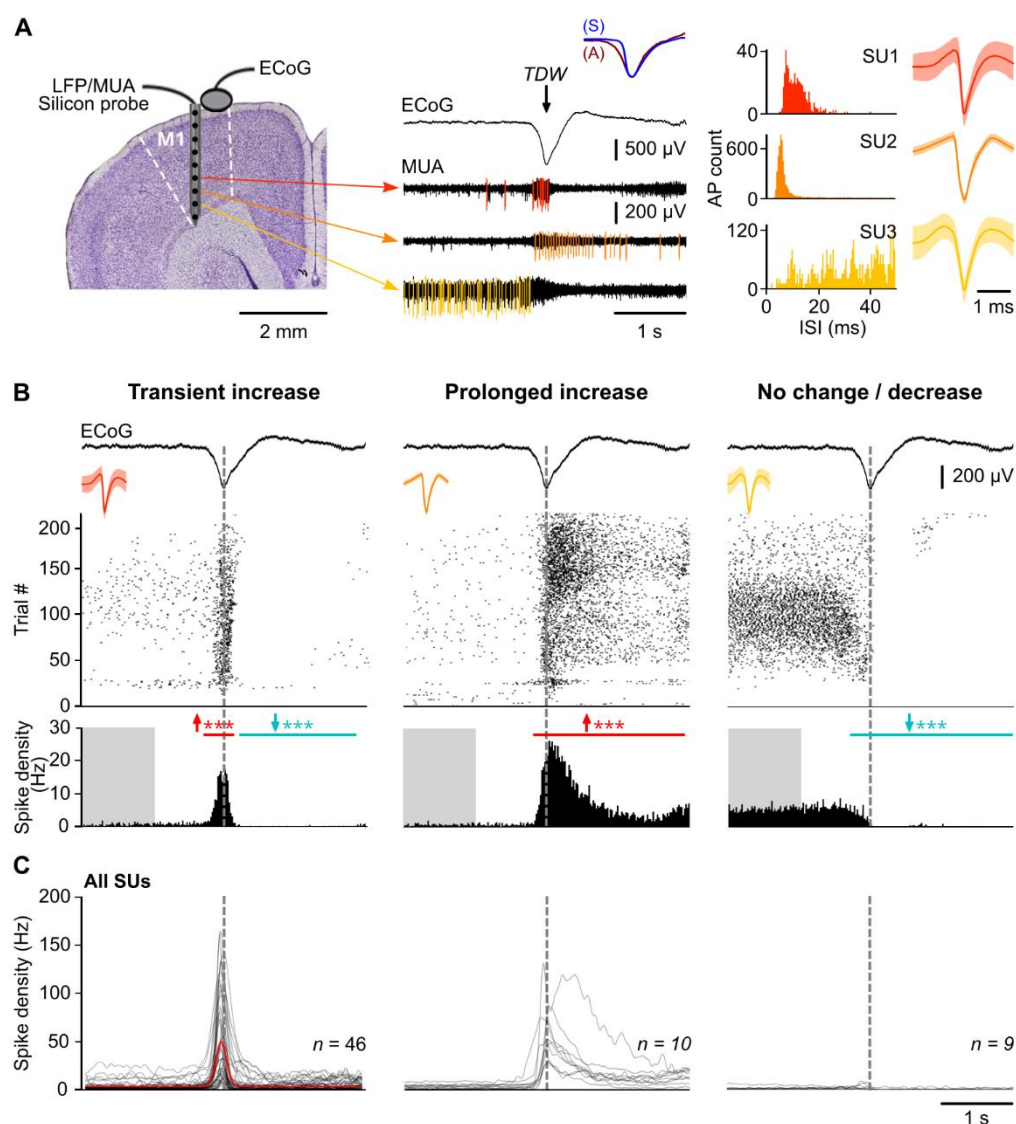 A
LFP/MUA
Silicon probe
ECoG
M1
2 mm
(S)
(A)
TDW
ECoG
500 µV
MUA
200 µV
1 s
40
0
SU1
600
0
SU2
AP count
120
60
0
SU3
0 20 40
ISI (ms)
1 ms
B
Transient increase
Prolonged increase
No change / decrease
ECoG
200 µV
200
150
100
50
0
Trial #
***
***
***
***
30
20
10
0
Spike density
(Hz)
C
All SUs
200
150
100
50
0
Spike density (Hz)
n = 46
n = 10
n = 9
1 s